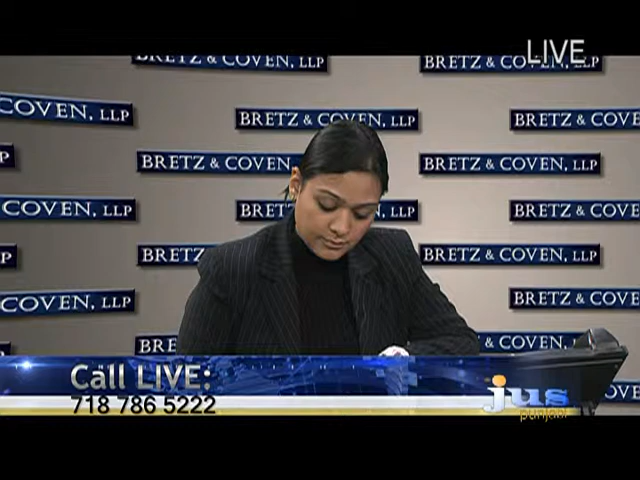 LIVE
BRETZ & COVEN, LLP
BRETZ & COVEN, LLP
COVEN, LLP
BRETZ & COVEN, LLP
BRETZ & COVE
P
BRETZ & COVEN
BRETZ & COVEN, LLP
COVEN, LLP
BRETZ
LLP
BRETZ & COVE
P
BRETZ
BRETZ & COVEN, LLP
COVEN, LLP
BRETZ & COVE
BRE
& COVEN, LLP
Call LIVE:
718 786 5222
jus
punjabi
OVE